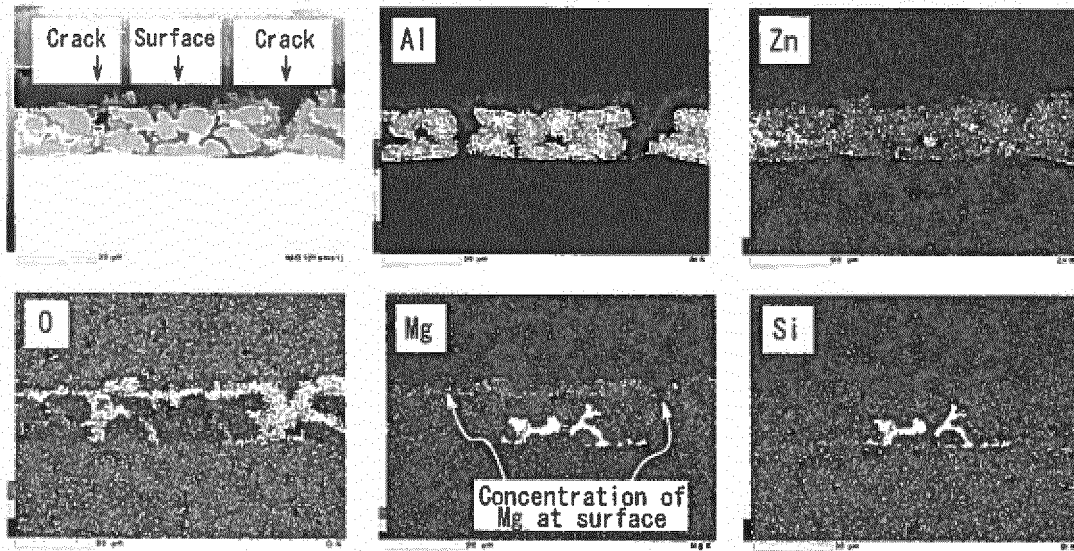 Crack Surface Crack
Al
Zn
O
Mg
Si
Concentration of
Mg at surface